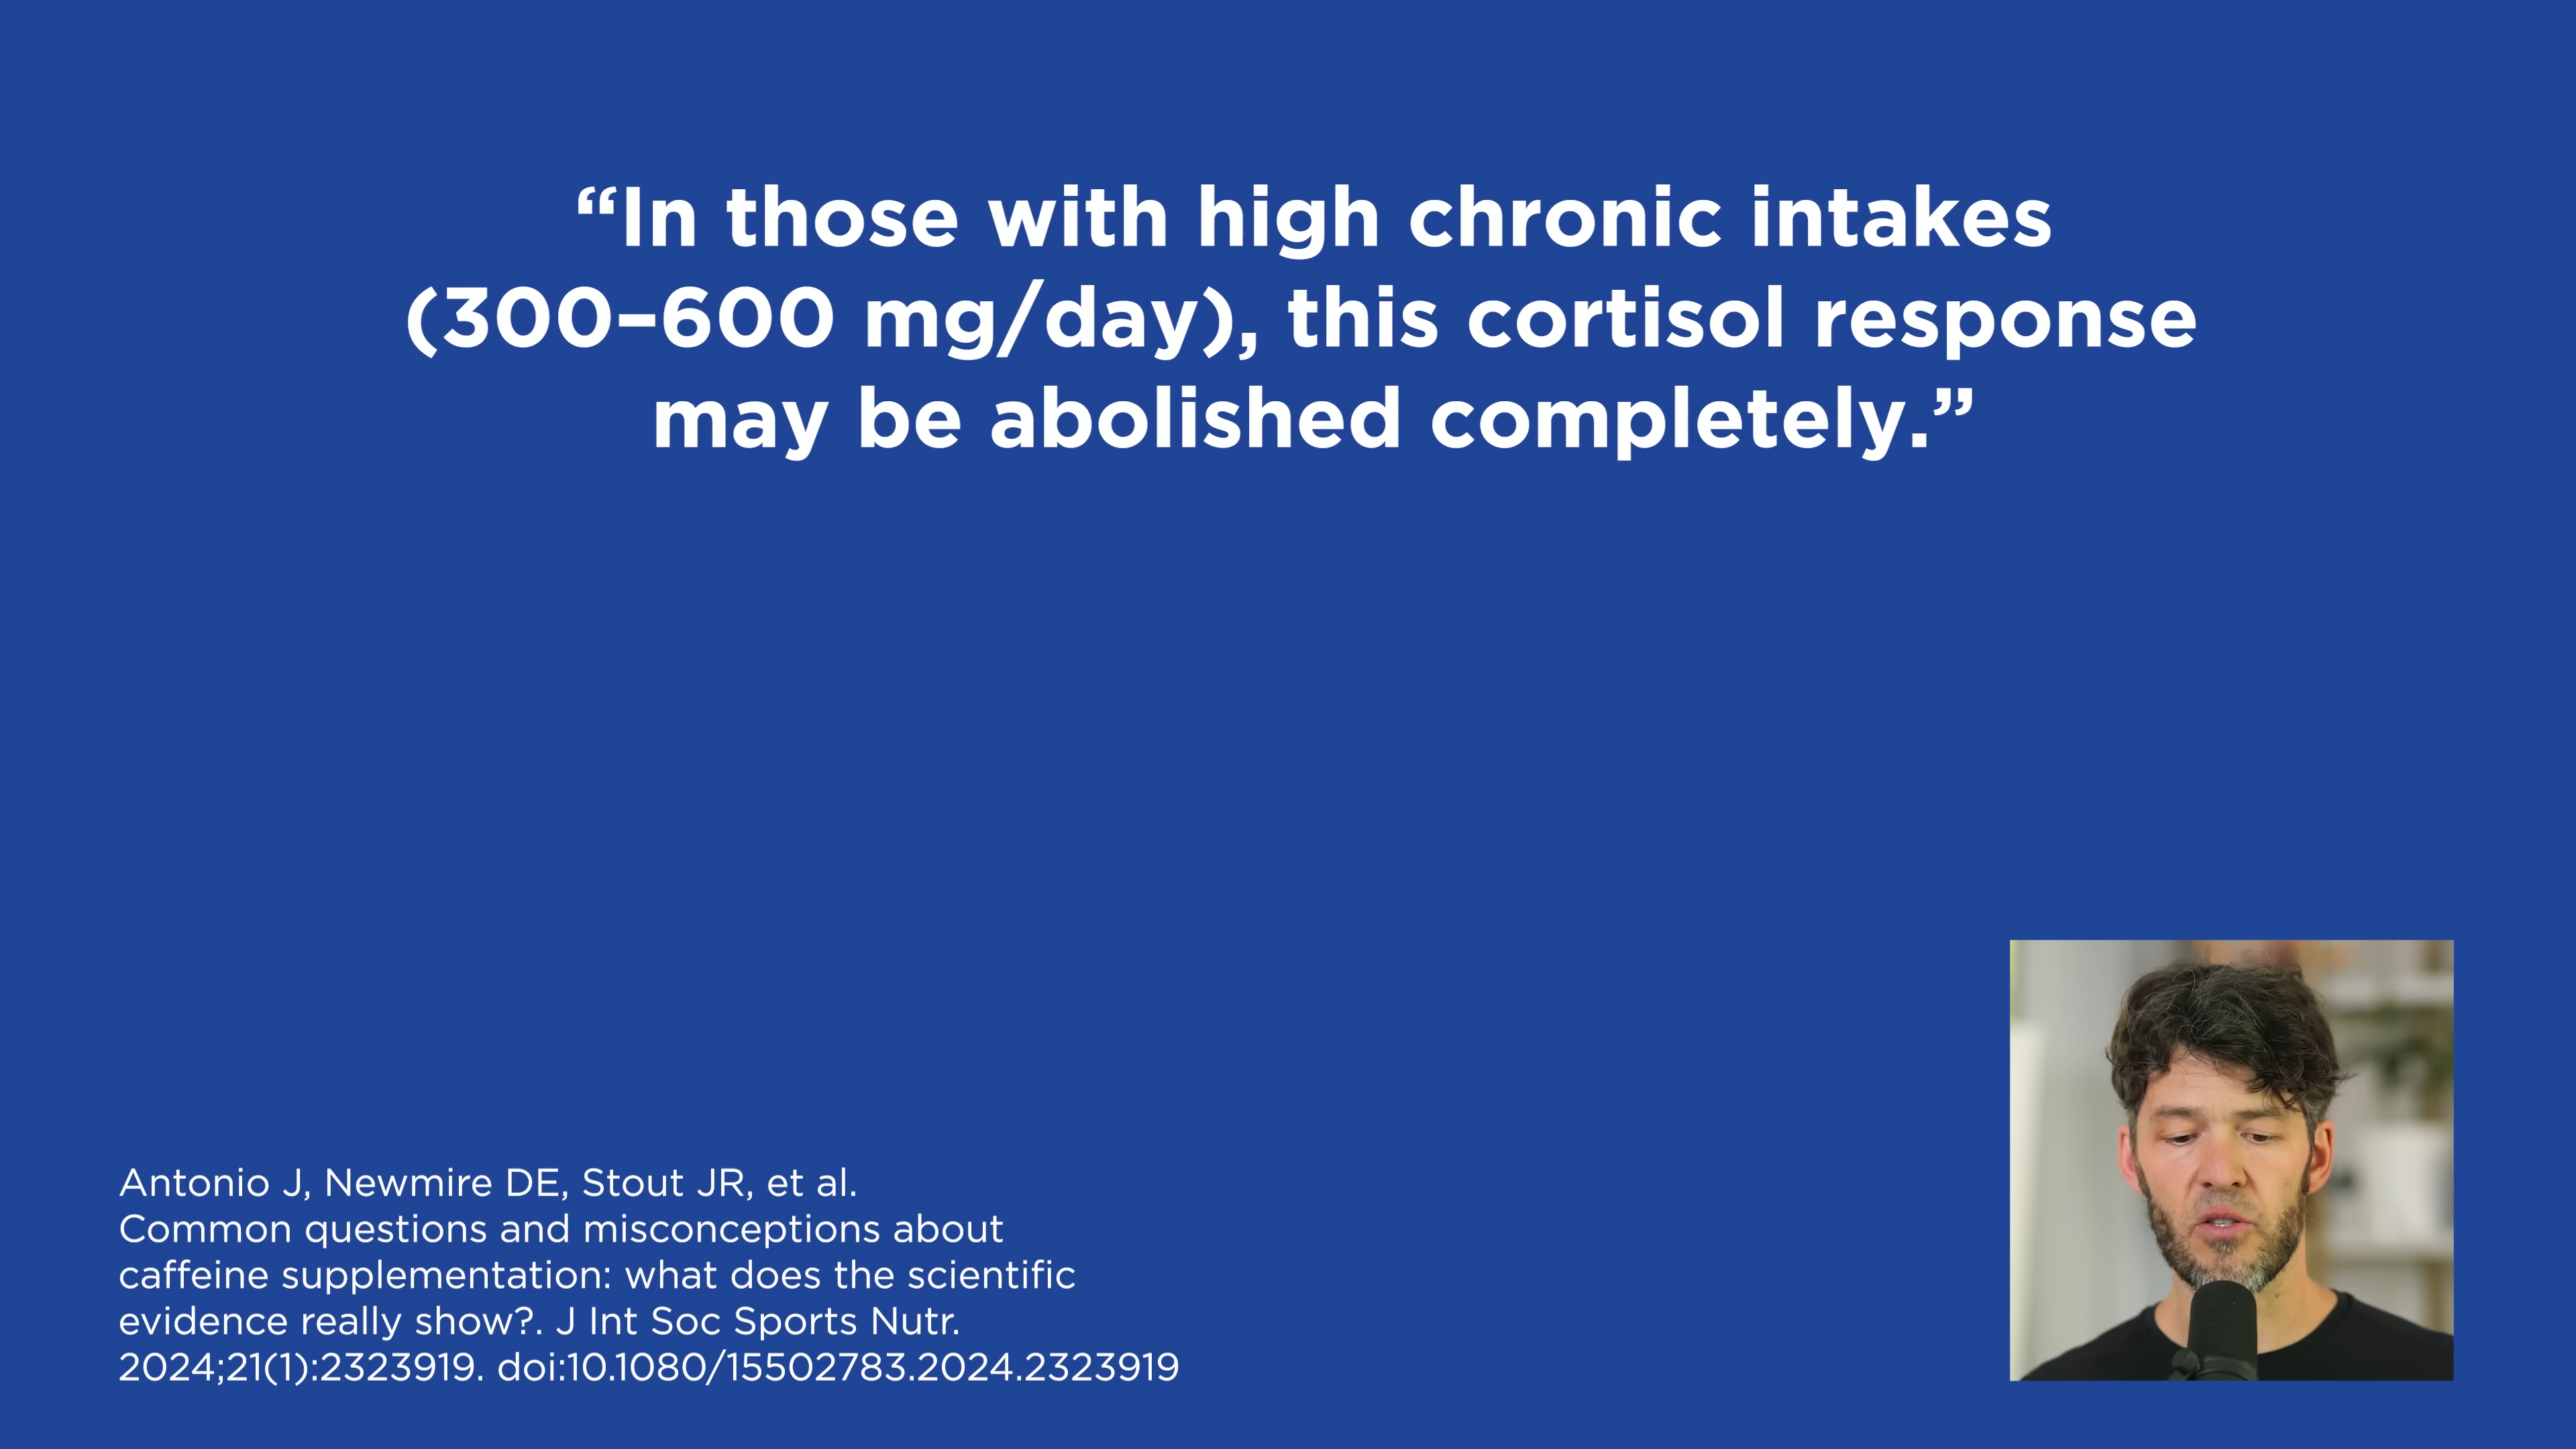 “In those with high chronic intakes
(300–600 mg/day), this cortisol response
may be abolished completely.”
Antonio J, Newmire DE, Stout JR, et al.
Common questions and misconceptions about
caffeine supplementation: what does the scientific
evidence really show?. J Int Soc Sports Nutr.
2024;21(1):2323919. doi:10.1080/15502783.2024.2323919